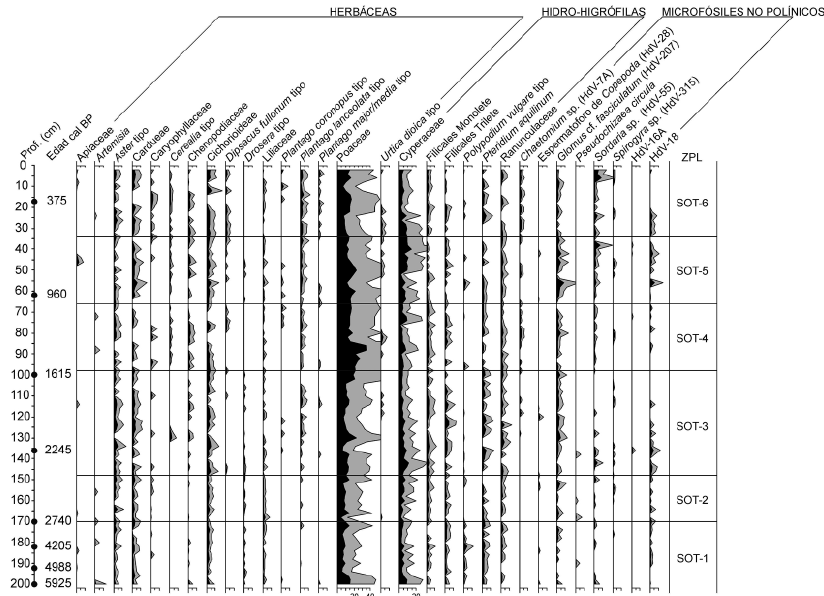 HERBÁCEAS
HIDRO-HIGRÓFILAS
MICROFÓSILES NO POLÍNICOS
Prof. (cm)
Edad cal BP
Apiaceae
Artemisia
Aster tipo
Cardueae
Caryophyllaceae
Cerealia tipo
Chenopodiaceae
Cichorioideae
Dipsacus fullonum tipo
Drosera tipo
Liliaceae
Plantago coronopus tipo
Plantago lanceolata tipo
Plantago major/media tipo
Poaceae
Urtica dioica tipo
Cyperaceae
Filicales Monolete
Filicales Trilete
Polypodium vulgare tipo
Pteridium aquilinum
Ranunculaceae
Chaetomium sp. (HdV-7A)
Espermatóforo de Copepoda (HdV-28)
Glomus cf. fasciculatum (HdV-207)
Pseudochizaea circula
Sordaria sp. (HdV-55)
Spirogyra sp (HdV-315)
HdV-16A
HdV-18
ZPL
0
10
20 375
30
40
50
60 960
70
80
90
100 1615
110
120
130
140 2245
150
160
170 2740
180 4205
190 4988
200 5925
SOT-6
SOT-5
SOT-4
SOT-3
SOT-2
SOT-1
20 40
20